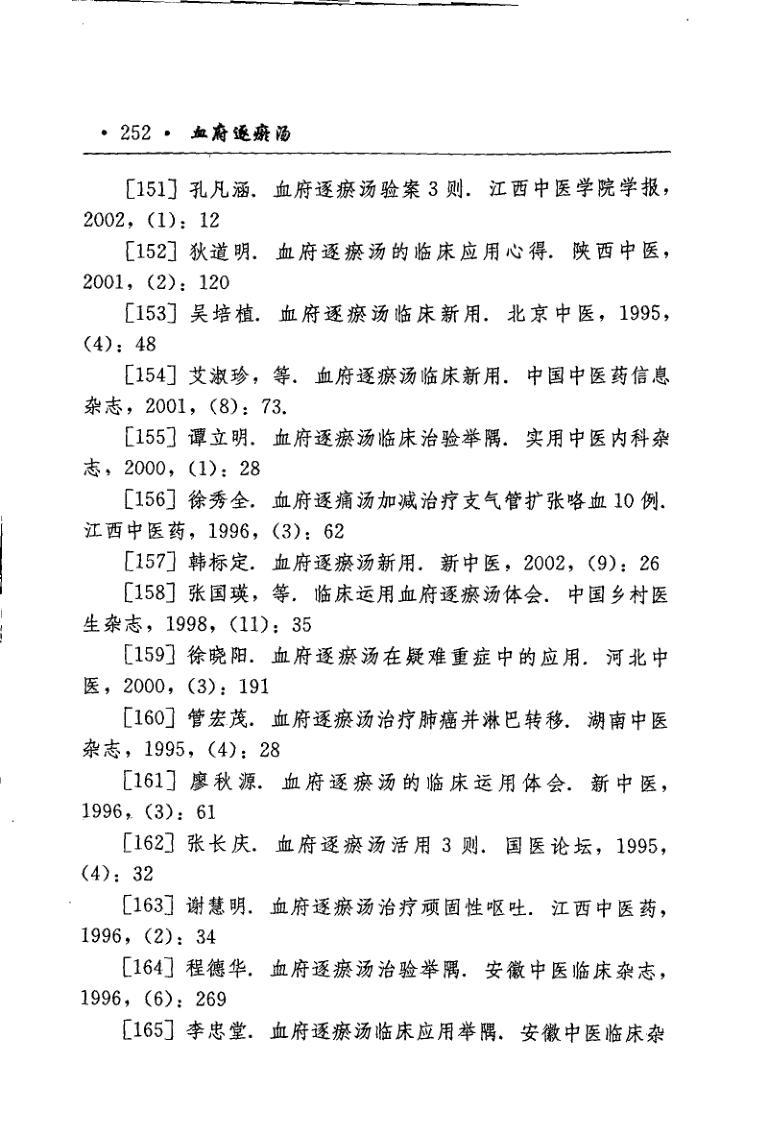 · 252 · 血府逐瘀汤
[151] 孔凡涵. 血府逐瘀汤验案3则. 江西中医学院学报,
2002, (1): 12
[152] 狄道明. 血府逐瘀汤的临床应用心得. 陕西中医,
2001, (2): 120
[153] 吴培植. 血府逐瘀汤临床新用. 北京中医, 1995,
(4): 48
[154] 艾淑珍, 等. 血府逐瘀汤临床新用. 中国中医药信息
杂志, 2001, (8): 73.
[155] 谭立明. 血府逐瘀汤临床治验举隅. 实用中医内科杂
志, 2000, (1): 28
[156] 徐秀全. 血府逐痛汤加减治疗支气管扩张咯血10例.
江西中医药, 1996, (3): 62
[157] 韩标定. 血府逐瘀汤新用. 新中医, 2002, (9): 26
[158] 张国瑛, 等. 临床运用血府逐瘀汤体会. 中国乡村医
生杂志, 1998, (11): 35
[159] 徐晓阳. 血府逐瘀汤在疑难重症中的应用. 河北中
医, 2000, (3): 191
[160] 管宏茂. 血府逐瘀汤治疗肺癌并淋巴转移. 湖南中医
杂志, 1995, (4): 28
[161] 廖秋源. 血府逐瘀汤的临床运用体会. 新中医,
1996, (3): 61
[162] 张长庆. 血府逐瘀汤活用3则. 国医论坛, 1995,
(4): 32
[163] 谢慧明. 血府逐瘀汤治疗顽固性呕吐. 江西中医药,
1996, (2): 34
[164] 程德华. 血府逐瘀汤治验举隅. 安徽中医临床杂志,
1996, (6): 269
[165] 李忠堂. 血府逐瘀汤临床应用举隅. 安徽中医临床杂